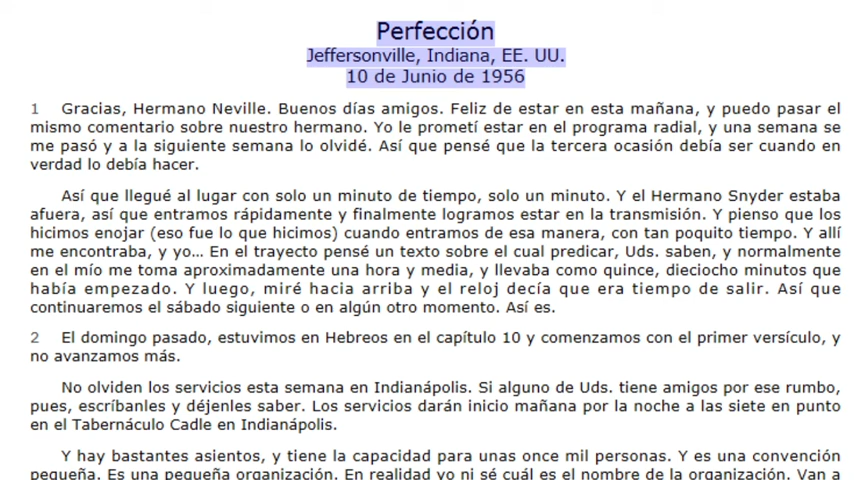 Perfección
Jeffersonville, Indiana, EE. UU.
10 de Junio de 1956
1 Gracias, Hermano Neville. Buenos días amigos. Feliz de estar en esta mañana, y puedo pasar el
mismo comentario sobre nuestro hermano. Yo le prometí estar en el programa radial, y una semana se
me pasó y a la siguiente semana lo olvidé. Así que pensé que la tercera ocasión debía ser cuando en
verdad lo debía hacer.
Así que llegué al lugar con solo un minuto de tiempo, solo un minuto. Y el Hermano Snyder estaba
afuera, así que entramos rápidamente y finalmente logramos estar en la transmisión. Y pienso que los
hicimos enojar (eso fue lo que hicimos) cuando entramos de esa manera, con tan poquito tiempo. Y allí
me encontraba, y yo... En el trayecto pensé un texto sobre el cual predicar, Uds. saben, y normalmente
en el mío me toma aproximadamente una hora y media, y llevaba como quince, dieciocho minutos que
había empezado. Y luego, miré hacia arriba y el reloj decía que era tiempo de salir. Así que
continuaremos el sábado siguiente o en algún otro momento. Así es.
2 El domingo pasado, estuvimos en Hebreos en el capítulo 10 y comenzamos con el primer versículo, y
no avanzamos más.
No olviden los servicios esta semana en Indianápolis. Si alguno de Uds. tiene amigos por ese rumbo,
pues, escríbanles y déjenles saber. Los servicios darán inicio mañana por la noche a las siete en punto
en el Tabernáculo Cadle en Indianápolis.
Y hay bastantes asientos, y tiene la capacidad para unas once mil personas. Y es una convención
pequeña. Es una pequeña organización. En realidad yo ni sé cuál es el nombre de la organización. Van a